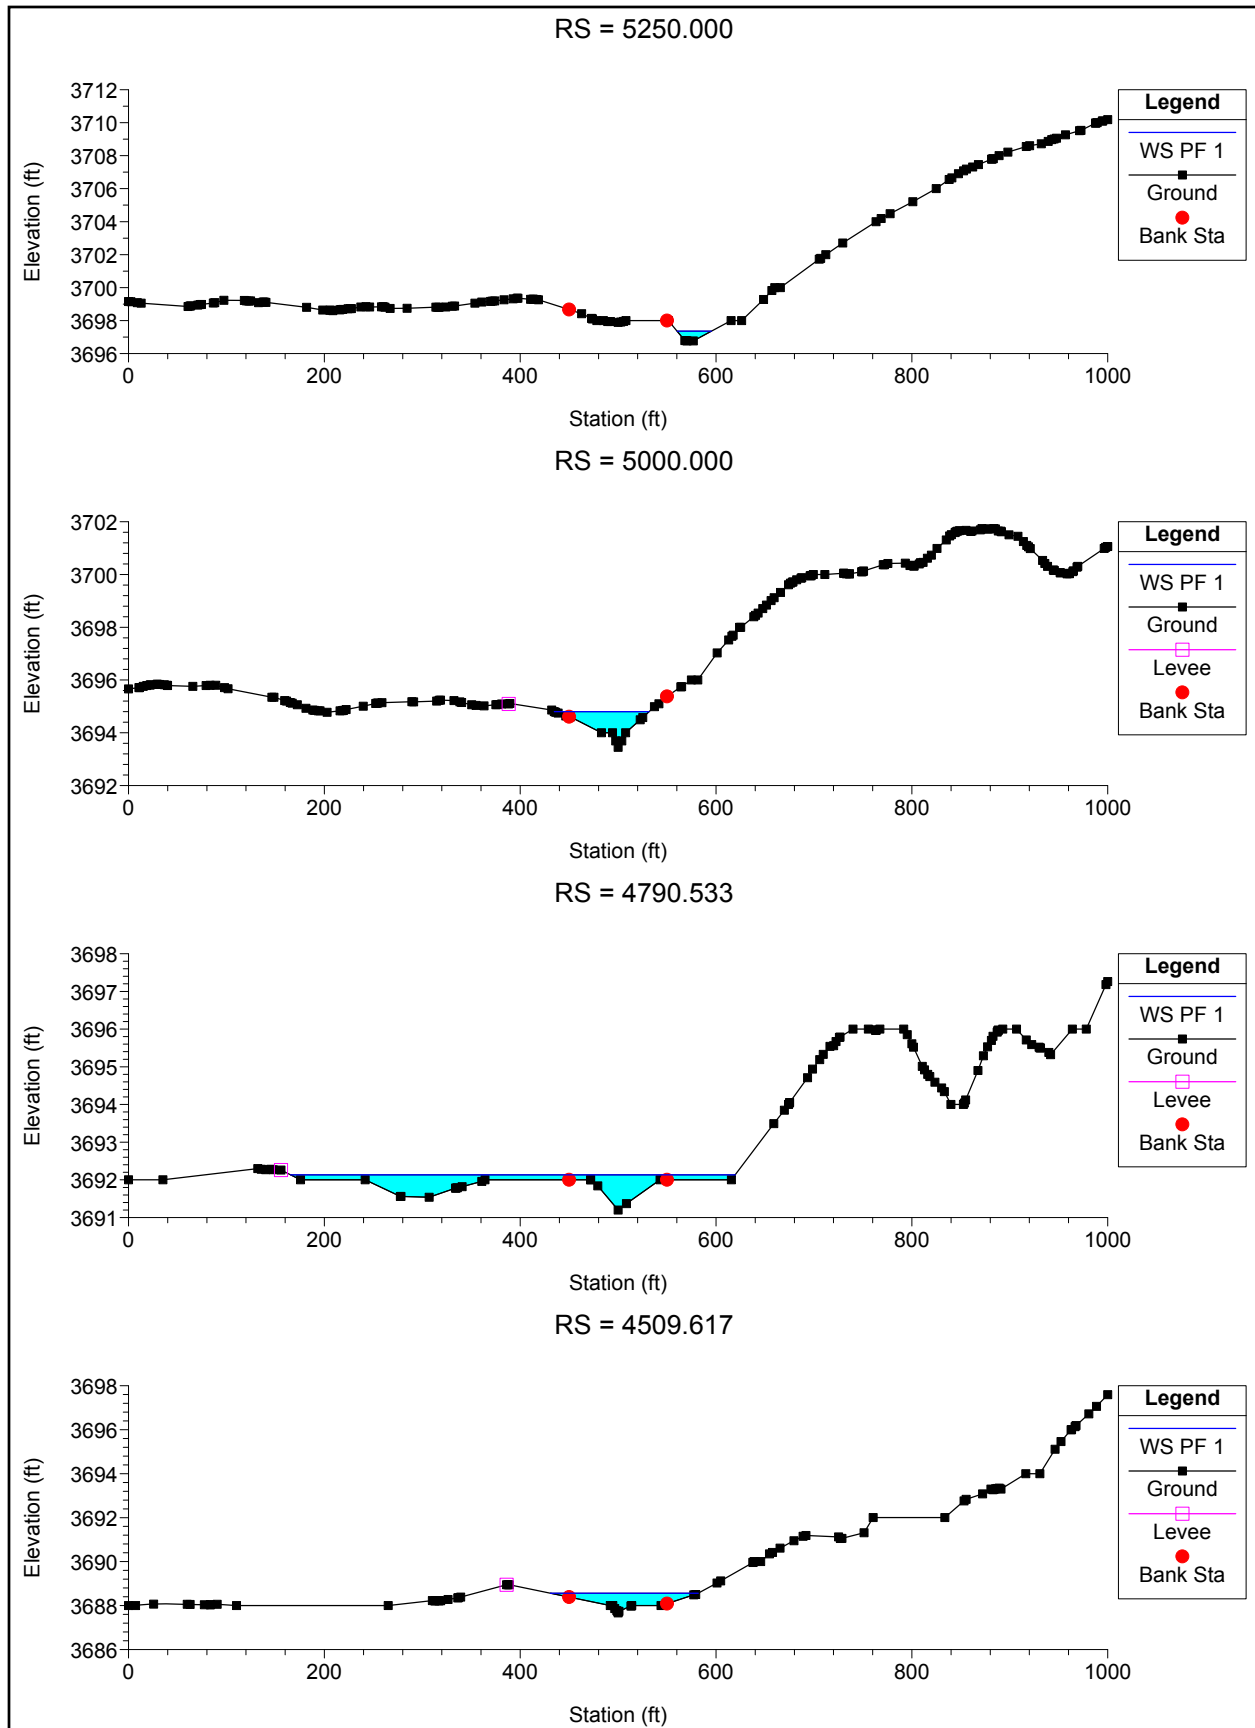 RS = 5250.000
3712
3710
3708
3706
3704
3702
3700
3698
3696
Elevation (ft)
0 200 400 600 800 1000
Station (ft)
Legend
WS PF 1
Ground
Bank Sta
RS = 5000.000
3702
3700
3698
3696
3694
3692
Elevation (ft)
0 200 400 600 800 1000
Station (ft)
Legend
WS PF 1
Ground
Levee
Bank Sta
RS = 4790.533
3698
3697
3696
3695
3694
3693
3692
3691
Elevation (ft)
0 200 400 600 800 1000
Station (ft)
Legend
WS PF 1
Ground
Levee
Bank Sta
RS = 4509.617
3698
3696
3694
3692
3690
3688
3686
Elevation (ft)
0 200 400 600 800 1000
Station (ft)
Legend
WS PF 1
Ground
Levee
Bank Sta